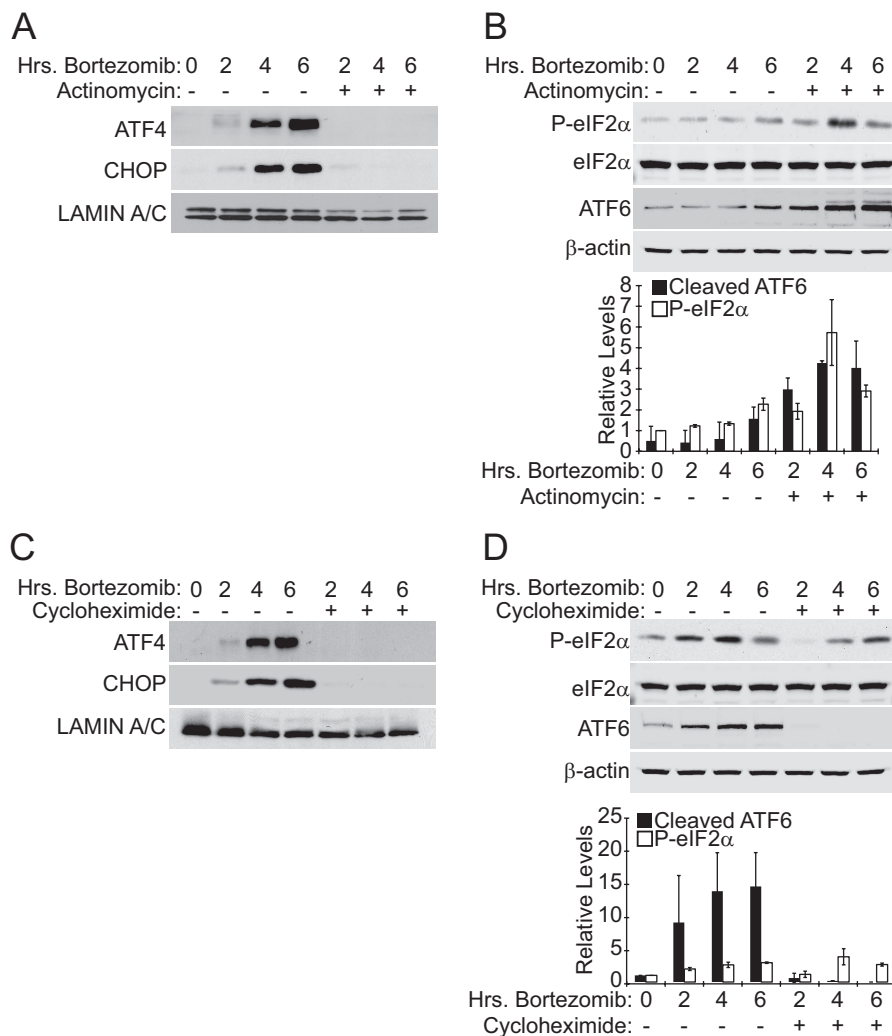 A
Hrs. Bortezomib: 0 2 4 6 2 4 6
Actinomycin: - - - - + + +
ATF4
CHOP
LAMIN A/C
B
Hrs. Bortezomib: 0 2 4 6 2 4 6
Actinomycin: - - - - + + +
P-eIF2α
eIF2α
ATF6
β-actin
Relative Levels
8
7
6
5
4
3
2
1
0
Cleaved ATF6
P-eIF2α
Hrs. Bortezomib: 0 2 4 6 2 4 6
Actinomycin: - - - - + + +
C
Hrs. Bortezomib: 0 2 4 6 2 4 6
Cycloheximide: - - - - + + +
ATF4
CHOP
LAMIN A/C
D
Hrs. Bortezomib: 0 2 4 6 2 4 6
Cycloheximide: - - - - + + +
P-eIF2α
eIF2α
ATF6
β-actin
Relative Levels
25
20
15
10
5
0
Cleaved ATF6
P-eIF2α
Hrs. Bortezomib: 0 2 4 6 2 4 6
Cycloheximide: - - - - + + +